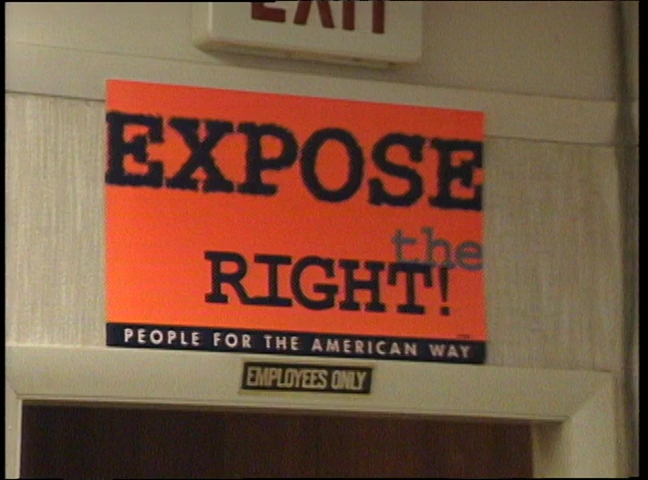 EXIT
EXPOSE
the
RIGHT!
PEOPLE FOR THE AMERICAN WAY
EMPLOYEES ONLY